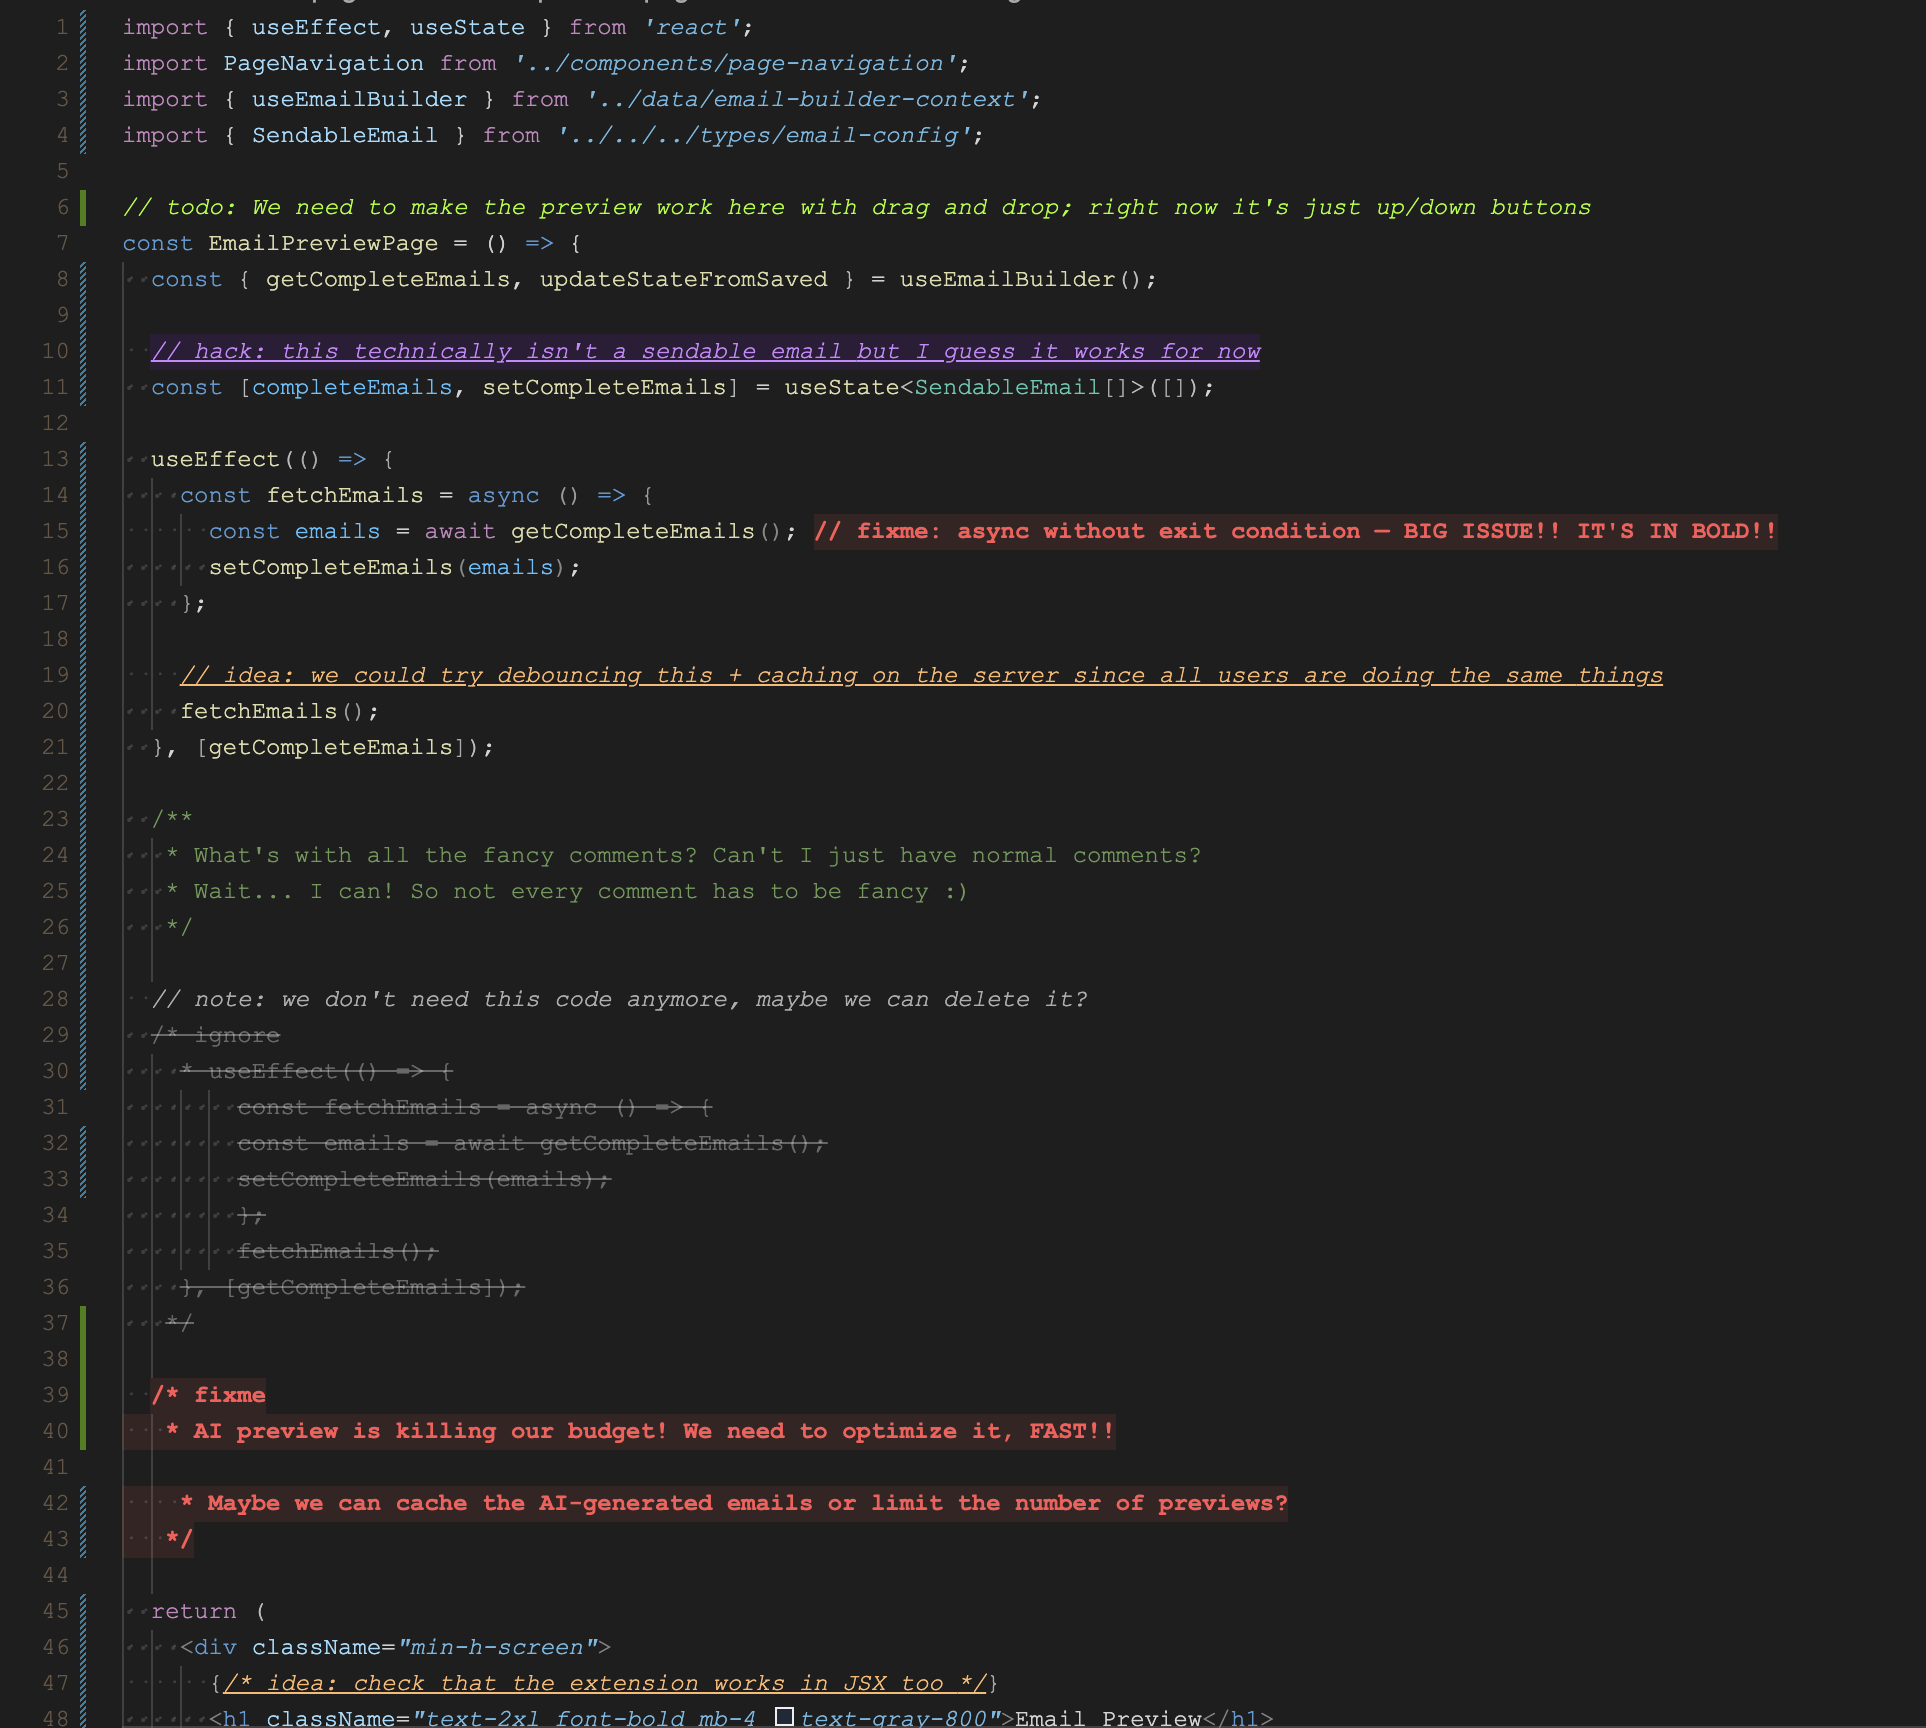 1 import { useEffect, useState } from 'react';
2 import PageNavigation from '../components/page-navigation';
3 import { useEmailBuilder } from '../data/email-builder-context';
4 import { SendableEmail } from '../../../types/email-config';
5
6 // todo: We need to make the preview work here with drag and drop; right now it's just up/down buttons
7 const EmailPreviewPage = () => {
8 const { getCompleteEmails, updateStateFromSaved } = useEmailBuilder();
9
10 // hack: this technically isn't a sendable email but I guess it works for now
11 const [completeEmails, setCompleteEmails] = useState<SendableEmail[]>([]);
12
13 useEffect(() => {
14 const fetchEmails = async () => {
15 const emails = await getCompleteEmails(); // fixme: async without exit condition — BIG ISSUE!! IT'S IN BOLD!!
16 setCompleteEmails(emails);
17 };
18
19 // idea: we could try debouncing this + caching on the server since all users are doing the same things
20 fetchEmails();
21 }, [getCompleteEmails]);
22
23 /**
24 * What's with all the fancy comments? Can't I just have normal comments?
25 * Wait... I can! So not every comment has to be fancy :)
26 */
27
28 // note: we don't need this code anymore, maybe we can delete it?
29 /* ignore
30 * useEffect(() => {
31 const fetchEmails = async () => {
32 const emails = await getCompleteEmails();
33 setCompleteEmails(emails);
34 };
35 fetchEmails();
36 }, [getCompleteEmails]);
37 */
38
39 /* fixme
40 * AI preview is killing our budget! We need to optimize it, FAST!!
41
42 * Maybe we can cache the AI-generated emails or limit the number of previews?
43 */
44
45 return (
46 <div className="min-h-screen">
47 {/* idea: check that the extension works in JSX too */}
48 <h1 className="text-2xl font-bold mb-4 text-gray-800">Email Preview</h1>